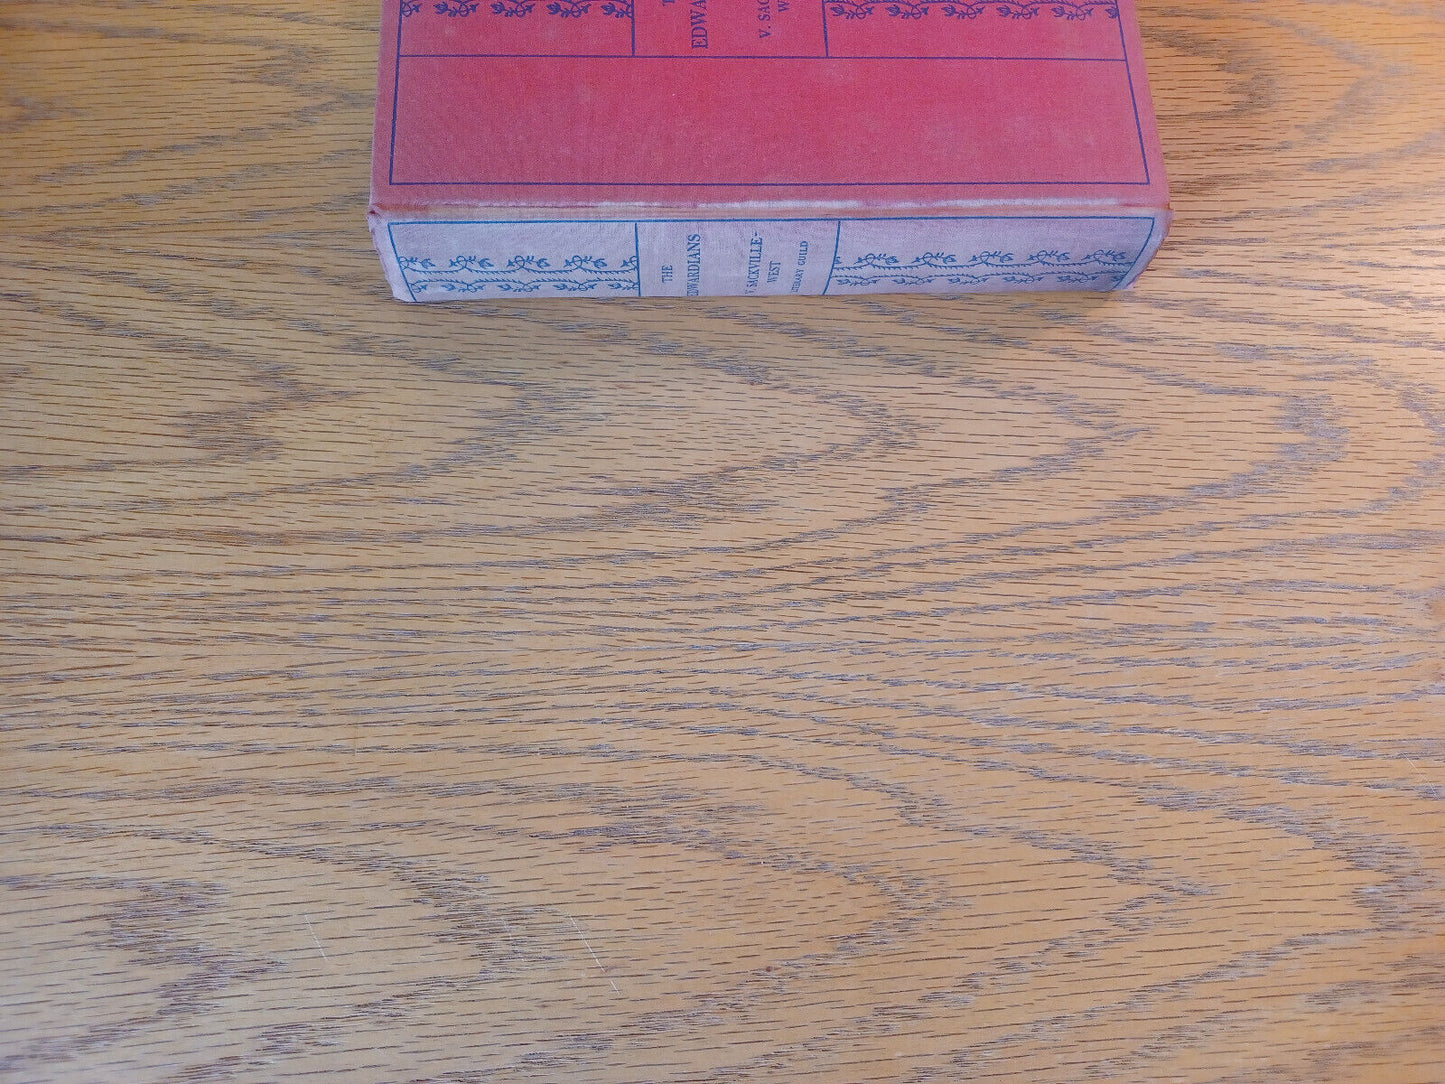 EDWA
V. SAC
W
THE
EDWARDIANS
V. SACKVILLE-
WEST
LITERARY GUILD